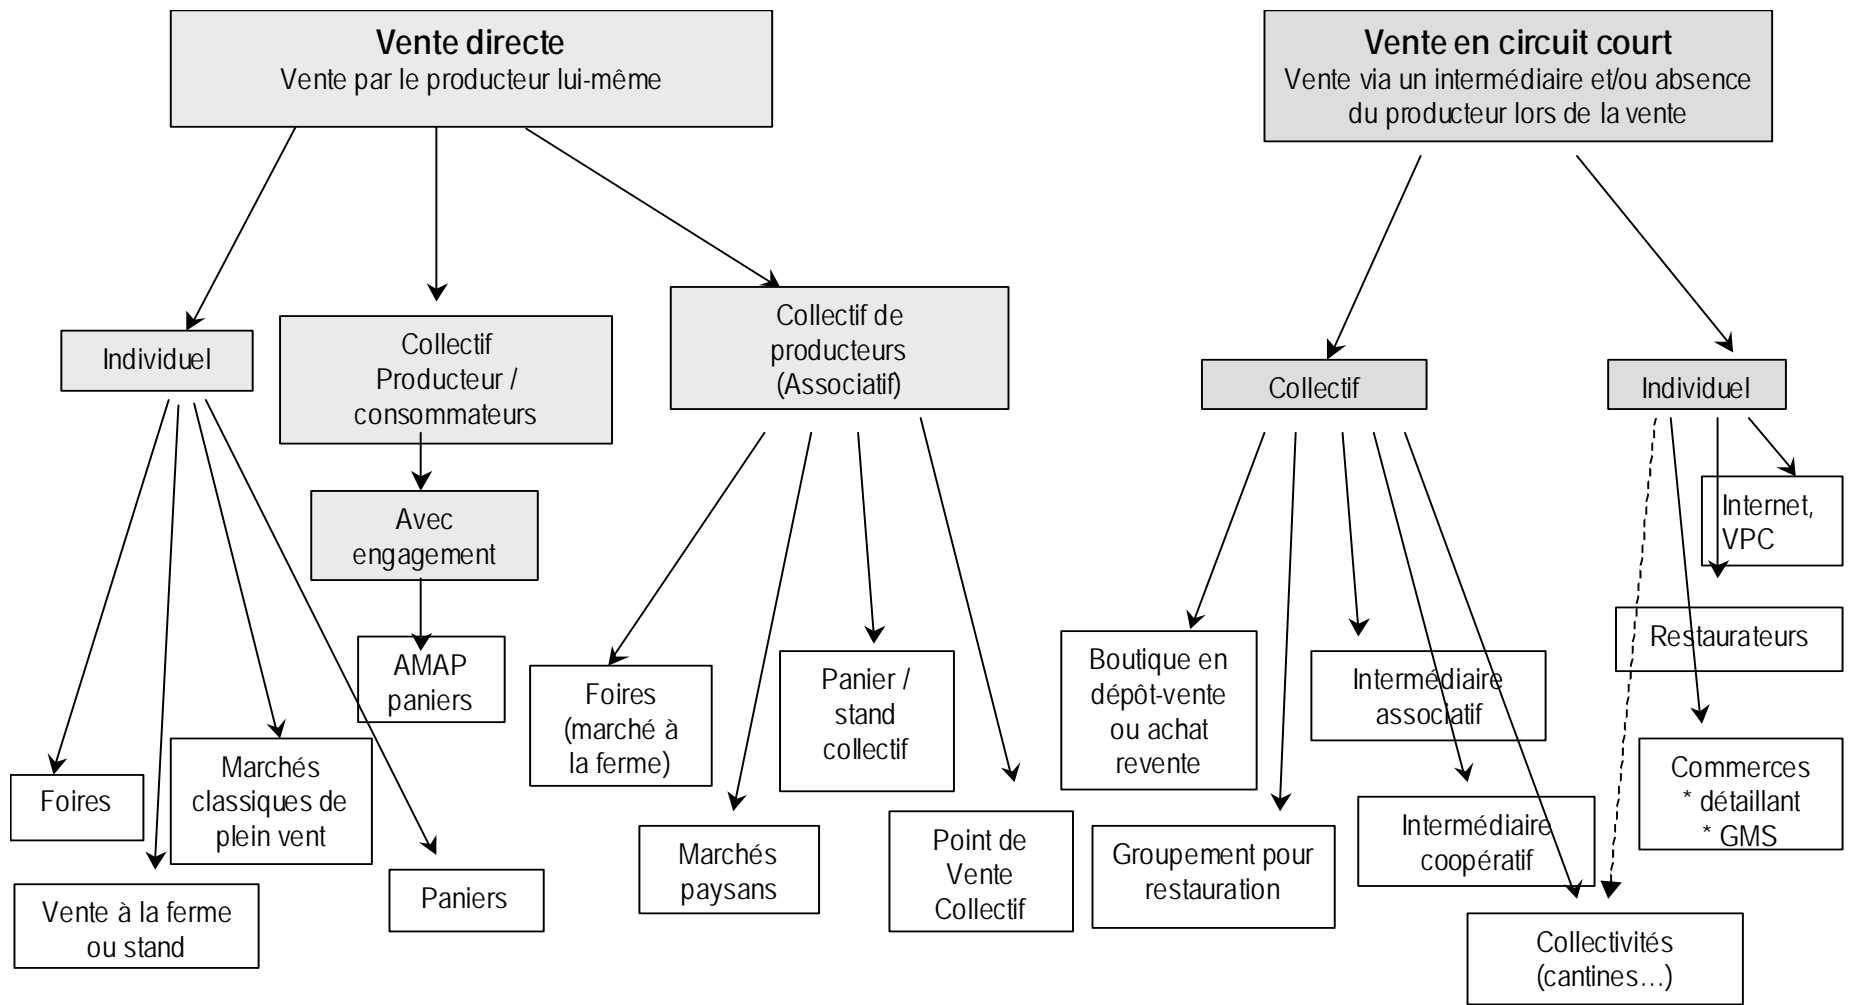 Vente directe
Vente par le producteur lui-même
Vente en circuit court
Vente via un intermédiaire et/ou absence
du producteur lors de la vente
Individuel
Collectif
Producteur /
consommateurs
Collectif de
producteurs
(Associatif)
Collectif
Individuel
Avec
engagement
AMAP
paniers
Foires
Vente à la ferme
ou stand
Marchés
classiques de
plein vent
Paniers
Foires
(marché à
la ferme)
Marchés
paysans
Panier /
stand
collectif
Point de
Vente
Collectif
Boutique en
dépôt-vente
ou achat
revente
Groupement pour
restauration
Intermédiaire
associatif
Intermédiaire
coopératif
Collectivités
(cantines…)
Internet,
VPC
Restaurateurs
Commerces
* détaillant
* GMS